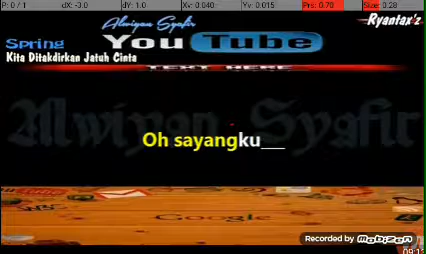 P: 0 / 1 dX: -3.0 dY: 1.0 Xv: 0.040 Yv: 0.015 Prs: 0.70 Size: 0.28
Alwiyan Syafir
Ryantax'z
Spring
YouTube
Kita Ditakdirkan Jatuh Cinta
TEXT HERE
Alwiyan Syafir
Oh sayangku___
Google
Recorded by Mobizen